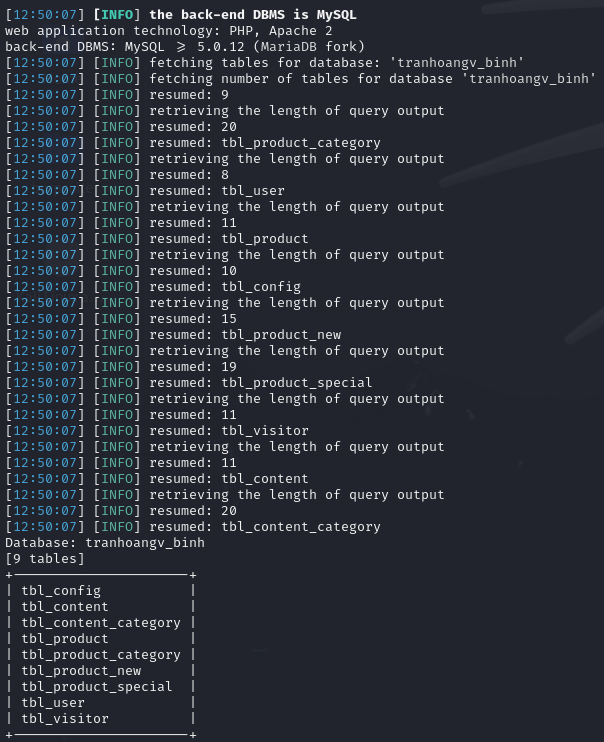 [12:50:07] [INFO] the back-end DBMS is MySQL
web application technology: PHP, Apache 2
back-end DBMS: MySQL ≥ 5.0.12 (MariaDB fork)
[12:50:07] [INFO] fetching tables for database: 'tranhoangv_binh'
[12:50:07] [INFO] fetching number of tables for database 'tranhoangv_binh'
[12:50:07] [INFO] resumed: 9
[12:50:07] [INFO] retrieving the length of query output
[12:50:07] [INFO] resumed: 20
[12:50:07] [INFO] resumed: tbl_product_category
[12:50:07] [INFO] retrieving the length of query output
[12:50:07] [INFO] resumed: 8
[12:50:07] [INFO] resumed: tbl_user
[12:50:07] [INFO] retrieving the length of query output
[12:50:07] [INFO] resumed: 11
[12:50:07] [INFO] resumed: tbl_product
[12:50:07] [INFO] retrieving the length of query output
[12:50:07] [INFO] resumed: 10
[12:50:07] [INFO] resumed: tbl_config
[12:50:07] [INFO] retrieving the length of query output
[12:50:07] [INFO] resumed: 15
[12:50:07] [INFO] resumed: tbl_product_new
[12:50:07] [INFO] retrieving the length of query output
[12:50:07] [INFO] resumed: 19
[12:50:07] [INFO] resumed: tbl_product_special
[12:50:07] [INFO] retrieving the length of query output
[12:50:07] [INFO] resumed: 11
[12:50:07] [INFO] resumed: tbl_visitor
[12:50:07] [INFO] retrieving the length of query output
[12:50:07] [INFO] resumed: 11
[12:50:07] [INFO] resumed: tbl_content
[12:50:07] [INFO] retrieving the length of query output
[12:50:07] [INFO] resumed: 20
[12:50:07] [INFO] resumed: tbl_content_category
Database: tranhoangv_binh
[9 tables]
+----------------------+
| tbl_config           |
| tbl_content          |
| tbl_content_category |
| tbl_product          |
| tbl_product_category |
| tbl_product_new      |
| tbl_product_special  |
| tbl_user             |
| tbl_visitor          |
+----------------------+